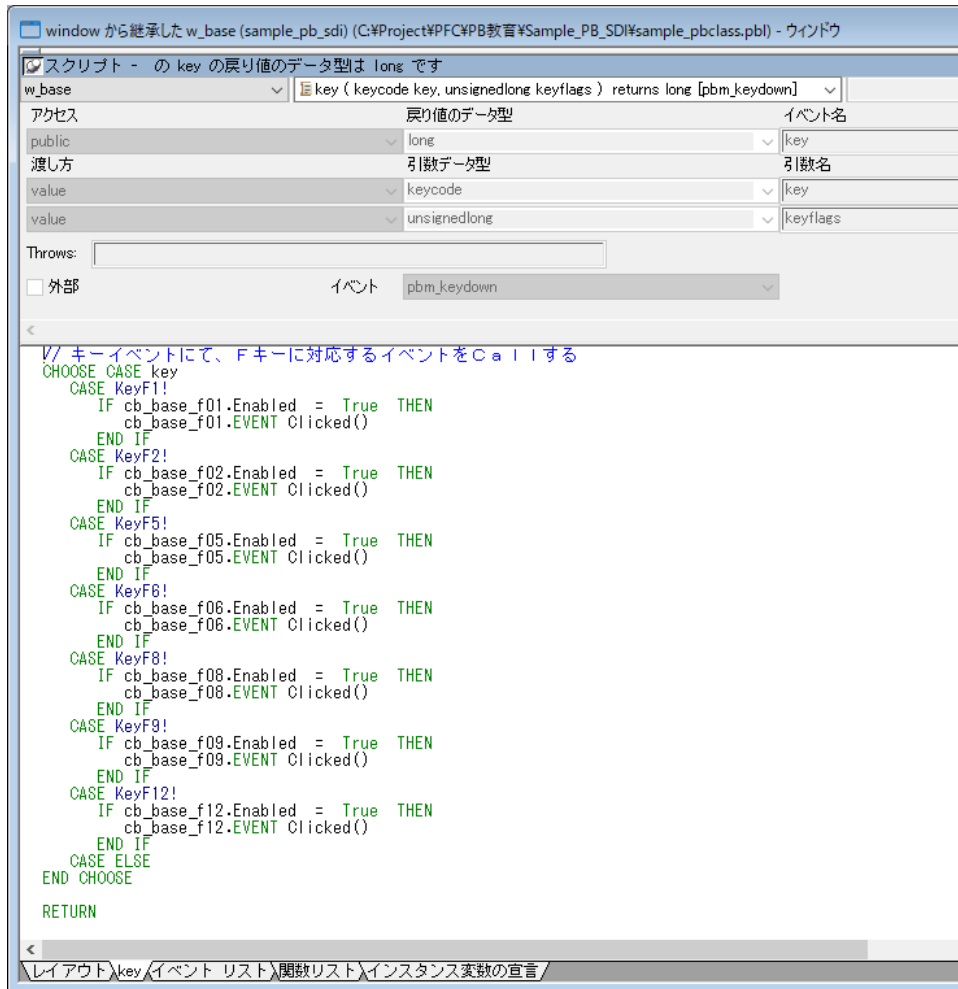 window から継承した w_base (sample_pb_sdi) (C:¥Project¥PFC¥PB教育¥Sample_PB_SDI¥sample_pbclass.pbl) - ウィンドウ
スクリプト - の key の戻り値のデータ型は long です
w_base key ( keycode key, unsignedlong keyflags ) returns long [pbm_keydown]
アクセス 戻り値のデータ型 イベント名
public long key
渡し方 引数データ型 引数名
value keycode key
value unsignedlong keyflags
Throws:
外部 イベント pbm_keydown
// キーイベントにて、Ｆキーに対応するイベントをＣａｌｌする
CHOOSE CASE key
CASE KeyF1!
IF cb_base_f01.Enabled = True THEN
cb_base_f01.EVENT Clicked()
END IF
CASE KeyF2!
IF cb_base_f02.Enabled = True THEN
cb_base_f02.EVENT Clicked()
END IF
CASE KeyF5!
IF cb_base_f05.Enabled = True THEN
cb_base_f05.EVENT Clicked()
END IF
CASE KeyF6!
IF cb_base_f06.Enabled = True THEN
cb_base_f06.EVENT Clicked()
END IF
CASE KeyF8!
IF cb_base_f08.Enabled = True THEN
cb_base_f08.EVENT Clicked()
END IF
CASE KeyF9!
IF cb_base_f09.Enabled = True THEN
cb_base_f09.EVENT Clicked()
END IF
CASE KeyF12!
IF cb_base_f12.Enabled = True THEN
cb_base_f12.EVENT Clicked()
END IF
CASE ELSE
END CHOOSE
RETURN
レイアウト key イベント リスト 関数リスト インスタンス変数の宣言